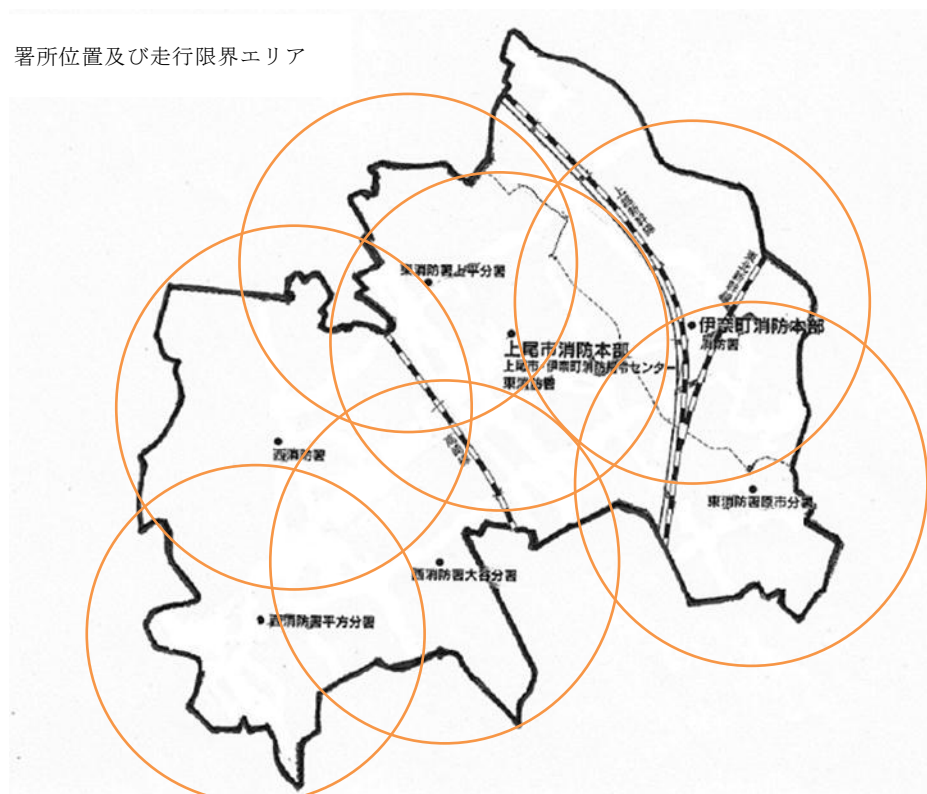 署所位置及び走行限界エリア
東消防署上平分署
伊奈町消防本部
消防署
上尾市消防本部
上尾市・伊奈町消防指令センター
東消防署
高崎線
西消防署
東消防署原市分署
西消防署大谷分署
西消防署平方分署